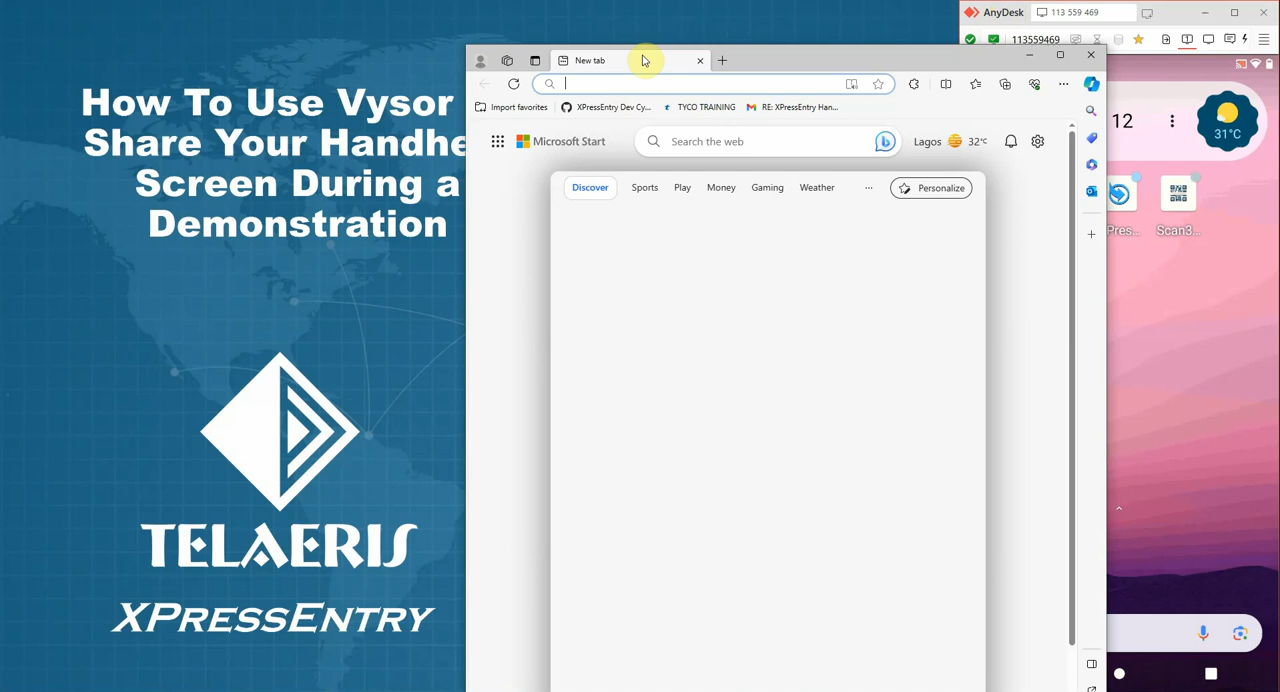 How To Use Vysor
Share Your Handhe
Screen During a
Demonstration
TELAERIS
XPRESSENTRY
AnyDesk
113 559 469
113559469
New tab
Import favorites
XPressEntry Dev Cy...
TYCO TRAINING
RE: XPressEntry Han...
Microsoft Start
Search the web
Lagos
32°C
Discover
Sports
Play
Money
Gaming
Weather
...
Personalize
12
31°C
Pres...
Scan3...